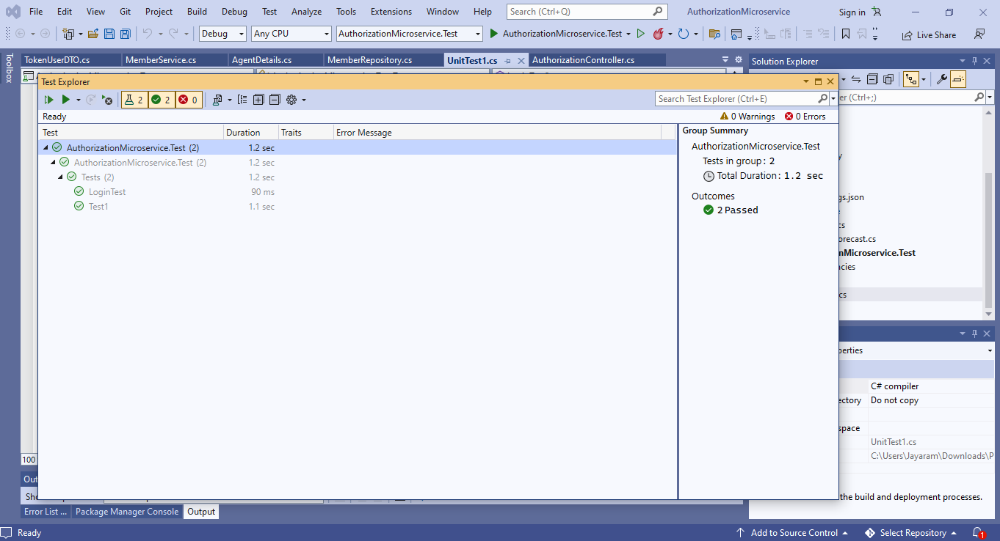 File Edit View Git Project Build Debug Test Analyze Tools Extensions Window Help Search (Ctrl+Q) AuthorizationMicroservice Sign in
Debug Any CPU AuthorizationMicroservice.Test AuthorizationMicroservice.Test Live Share
Toolbox
TokenUserDTO.cs MemberService.cs AgentDetails.cs MemberRepository.cs UnitTest1.cs AuthorizationController.cs
Solution Explorer
Test Explorer
2 2 0
Search Test Explorer (Ctrl+E)
er (Ctrl+;)
Ready
0 Warnings 0 Errors
Test Duration Traits Error Message
AuthorizationMicroservice.Test (2) 1.2 sec
AuthorizationMicroservice.Test (2) 1.2 sec
Tests (2) 1.2 sec
LoginTest 90 ms
Test1 1.1 sec
Group Summary
AuthorizationMicroservice.Test
Tests in group: 2
Total Duration: 1.2 sec
Outcomes
2 Passed
gs.json
cs
orecast.cs
nMicroservice.Test
ncies
cs
perties
C# compiler
ectory Do not copy
space
UnitTest1.cs
C:\Users\Jayaram\Downloads\P
the build and deployment processes.
100
Out
Sho
Error List ... Package Manager Console Output
Ready Add to Source Control Select Repository 1